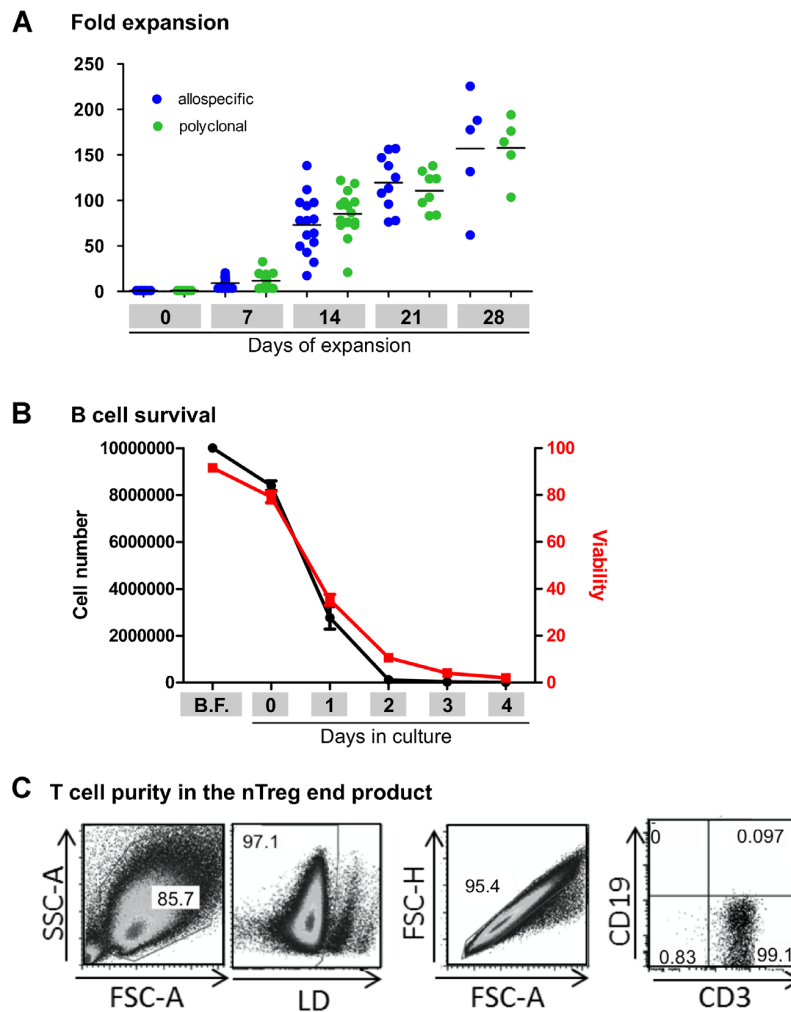 A Fold expansion
250
200
150
100
50
0
allospecific
polyclonal
0 7 14 21 28
Days of expansion
B B cell survival
10000000
8000000
6000000
4000000
2000000
0
Cell number
100
80
60
40
20
0
Viability
B.F. 0 1 2 3 4
Days in culture
C T cell purity in the nTreg end product
SSC-A
85.7
FSC-A
97.1
LD
FSC-H
95.4
FSC-A
CD19
0 0.097
0.83 99.1
CD3